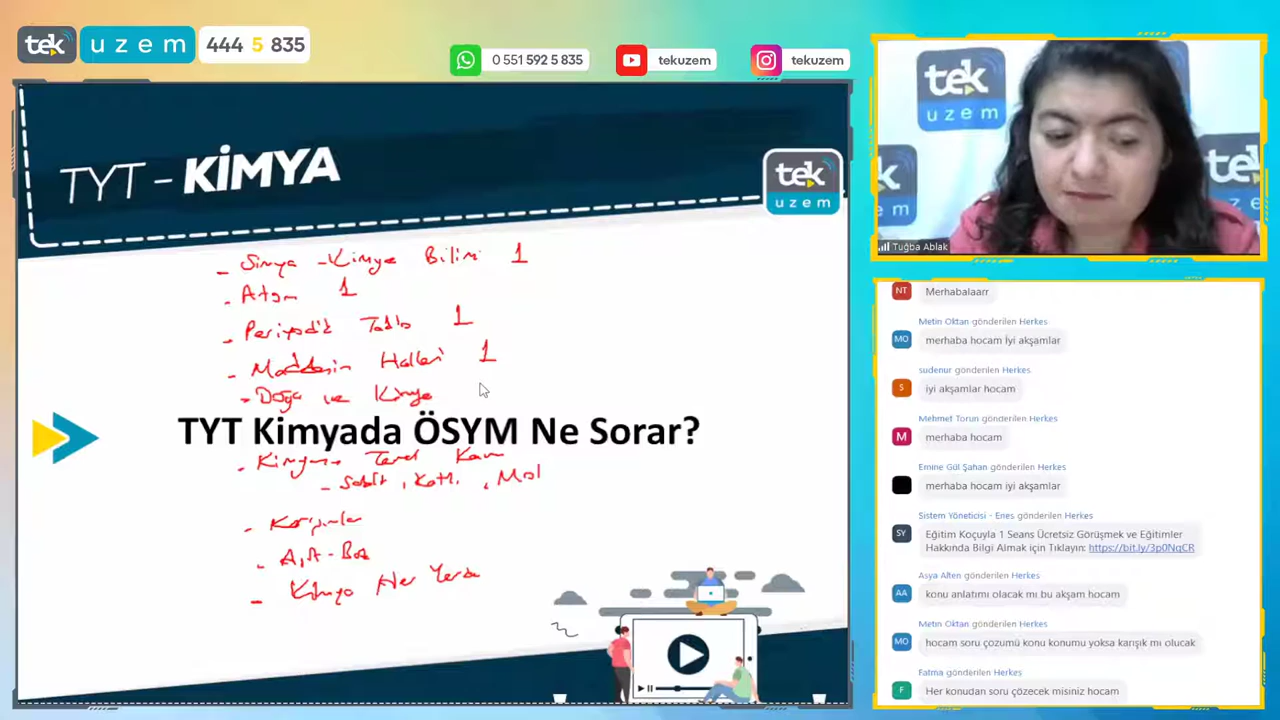 tek uzem 444 5 835
0 551 592 5 835
tekuzem
tekuzem
TYT - KİMYA
tek
uzem
- Simya - Kimya Bilimi 1
- Atom 1
- Periyodik Tablo 1
- Maddenin Halleri 1
- Doğa ve Kimya
TYT Kimyada ÖSYM Ne Sorar?
- Kimyanın Temel Kan
- Sabit, Katlı, Mol
- Karışımlar
- Asit - Baz
- Kimya Her Yerde
tek
uzem
tek
uzem
Tuğba Ablak
NT Merhabalaarr
Metin Oktan gönderilen Herkes
MO merhaba hocam İyi akşamlar
sudenur gönderilen Herkes
S iyi akşamlar hocam
Mehmet Torun gönderilen Herkes
M merhaba hocam
Emine Gül Şahan gönderilen Herkes
merhaba hocam iyi akşamlar
Sistem Yöneticisi - Enes gönderilen Herkes
SY Eğitim Koçuyla 1 Seans Ücretsiz Görüşmek ve Eğitimler
Hakkında Bilgi Almak için Tıklayın: https://bit.ly/3p0NqCR
Asya Alten gönderilen Herkes
AA konu anlatımı olacak mı bu akşam hocam
Metin Oktan gönderilen Herkes
MO hocam soru çözümü konu konumu yoksa karışık mı olucak
Fatma gönderilen Herkes
F Her konudan soru çözecek misiniz hocam